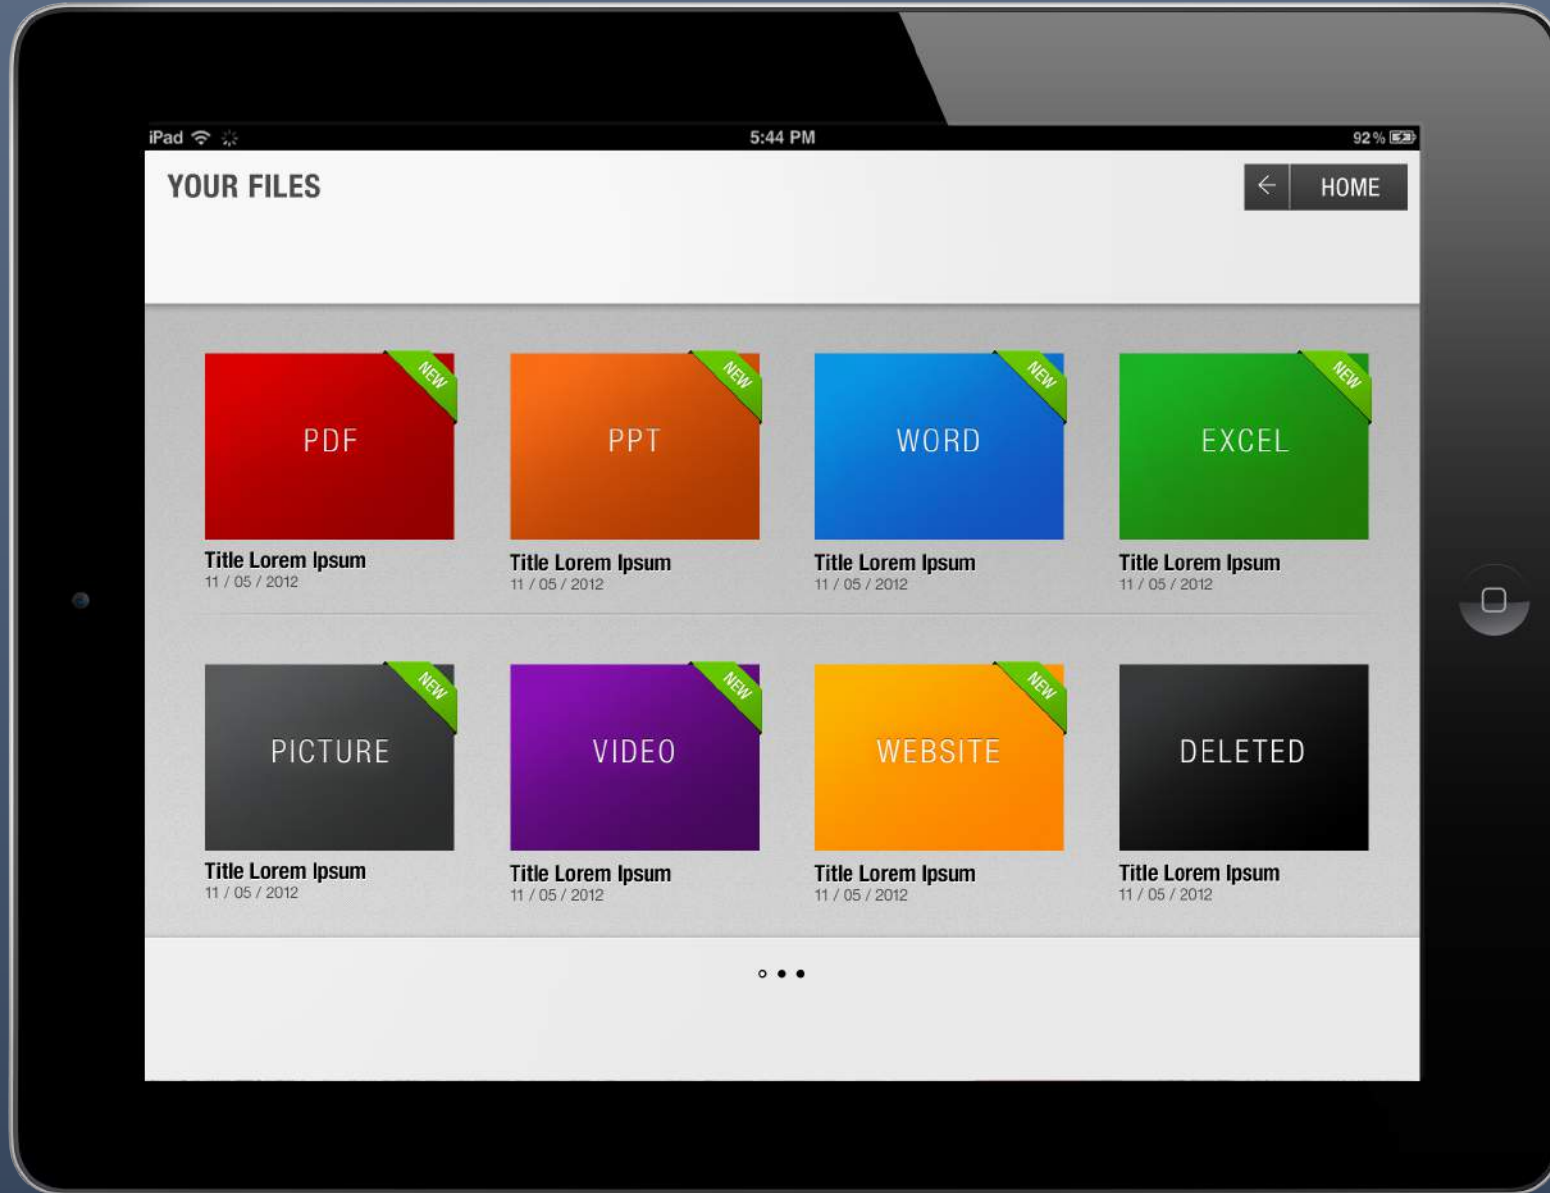 iPad 5:44 PM 92%
YOUR FILES
HOME
NEW NEW NEW NEW
PDF PPT WORD EXCEL
Title Lorem Ipsum Title Lorem Ipsum Title Lorem Ipsum Title Lorem Ipsum
11 / 05 / 2012 11 / 05 / 2012 11 / 05 / 2012 11 / 05 / 2012
NEW NEW NEW
PICTURE VIDEO WEBSITE DELETED
Title Lorem Ipsum Title Lorem Ipsum Title Lorem Ipsum Title Lorem Ipsum
11 / 05 / 2012 11 / 05 / 2012 11 / 05 / 2012 11 / 05 / 2012